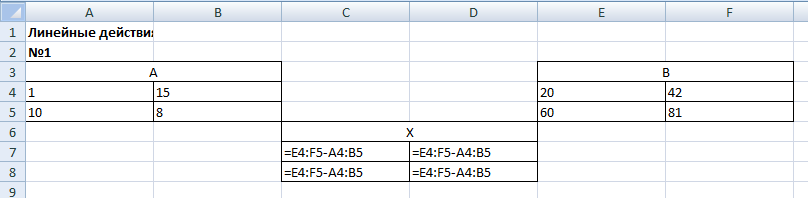 A B C D E F
1 Линейные действия
2 №1
3 A B
4 1 15 20 42
5 10 8 60 81
6 X
7 =E4:F5-A4:B5 =E4:F5-A4:B5
8 =E4:F5-A4:B5 =E4:F5-A4:B5
9